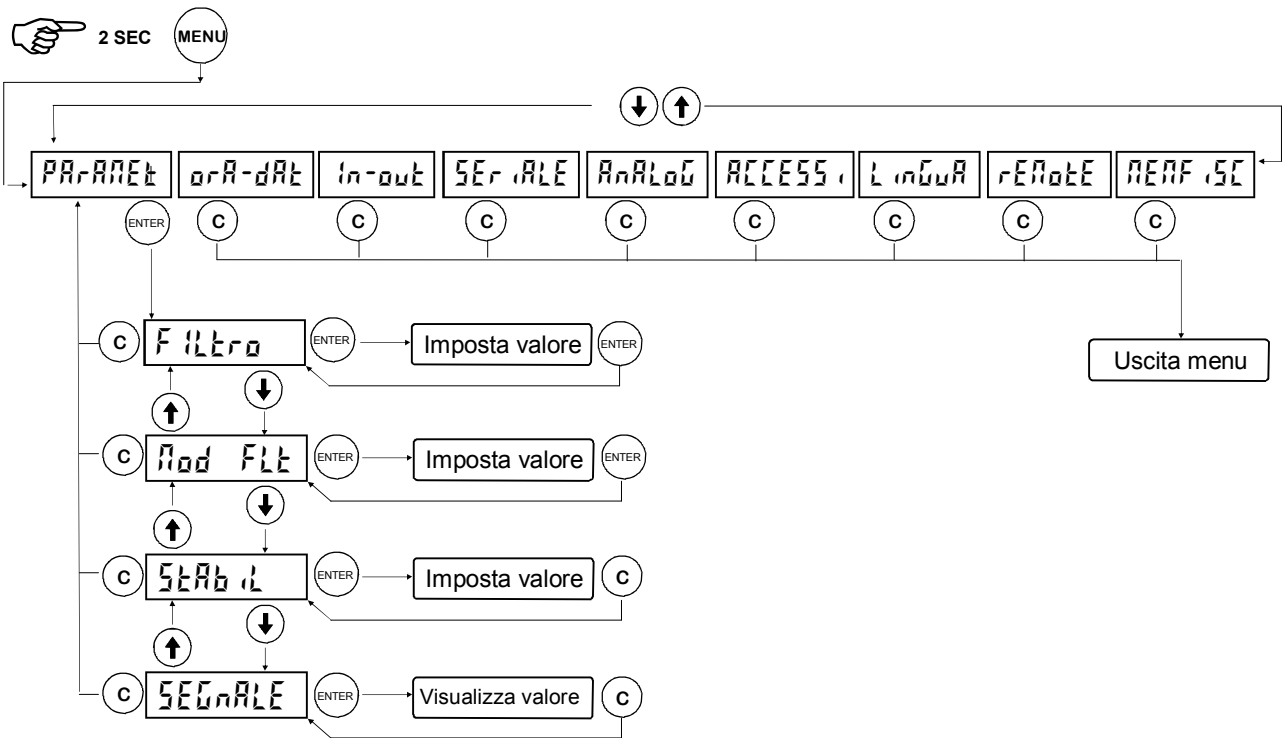 2 SEC MENU
PArAMEt orA-dAt In-out SEriALE AnALoG ACCESSi LinGuA rEMotE MEMFiSC
ENTER C C C C C C C C
C FILtro ENTER Imposta valore ENTER
Uscita menu
C Mod FLt ENTER Imposta valore ENTER
C StAbiL ENTER Imposta valore C
C SEGnALE ENTER Visualizza valore C